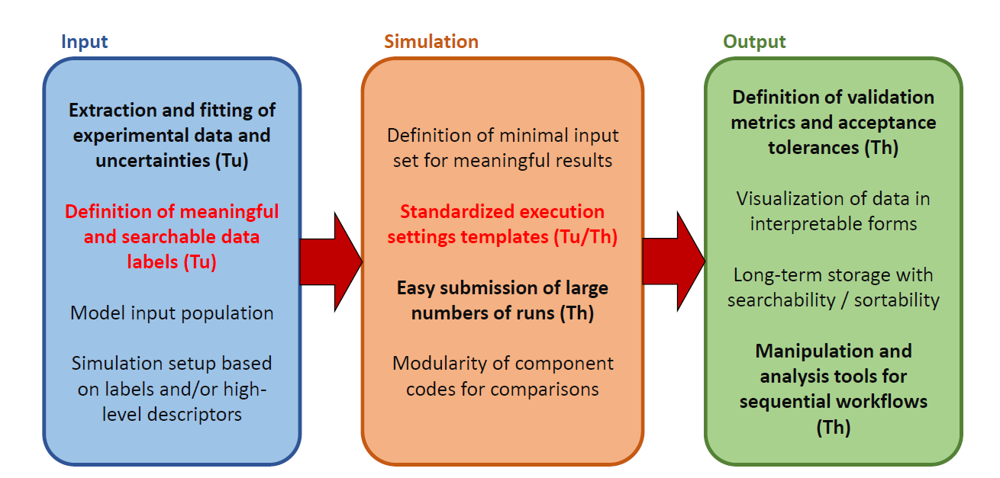 Input
Extraction and fitting of
experimental data and
uncertainties (Tu)
Definition of meaningful
and searchable data
labels (Tu)
Model input population
Simulation setup based
on labels and/or high-
level descriptors
Simulation
Definition of minimal input
set for meaningful results
Standardized execution
settings templates (Tu/Th)
Easy submission of large
numbers of runs (Th)
Modularity of component
codes for comparisons
Output
Definition of validation
metrics and acceptance
tolerances (Th)
Visualization of data in
interpretable forms
Long-term storage with
searchability / sortability
Manipulation and
analysis tools for
sequential workflows
(Th)